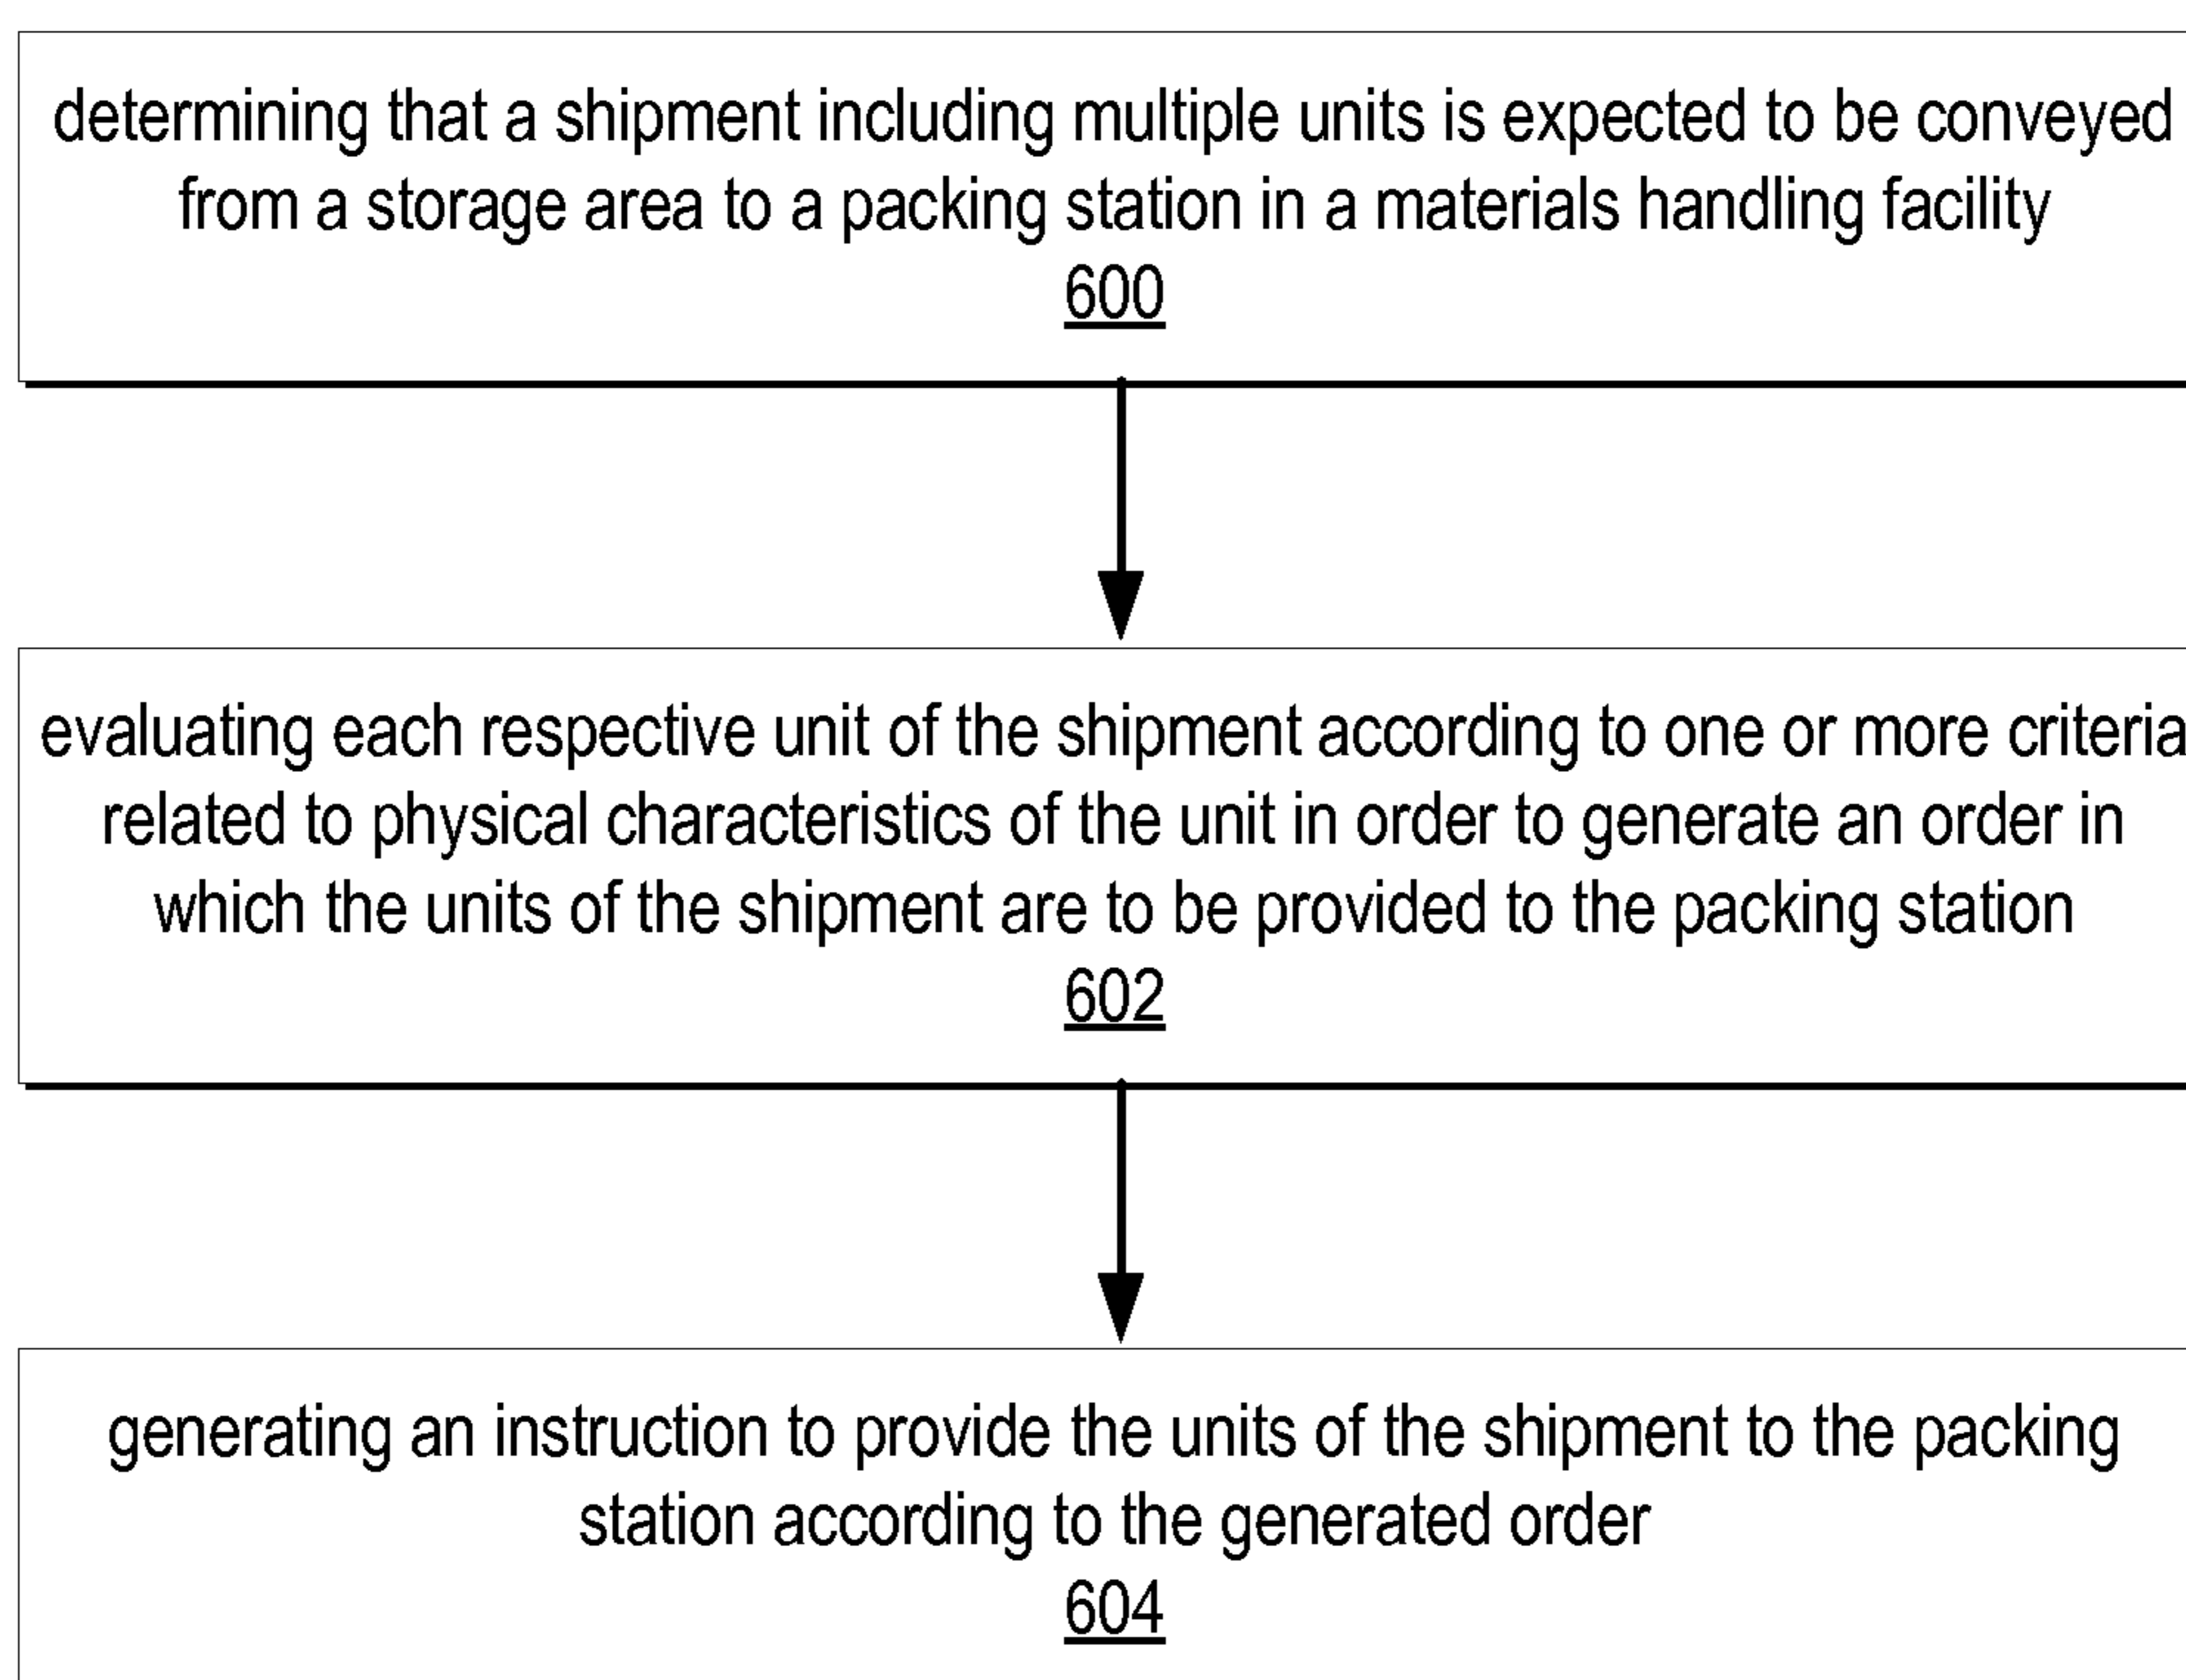 determining that a shipment including multiple units is expected to be conveyed
from a storage area to a packing station in a materials handling facility
600
evaluating each respective unit of the shipment according to one or more criteria
related to physical characteristics of the unit in order to generate an order in
which the units of the shipment are to be provided to the packing station
602
generating an instruction to provide the units of the shipment to the packing
station according to the generated order
604